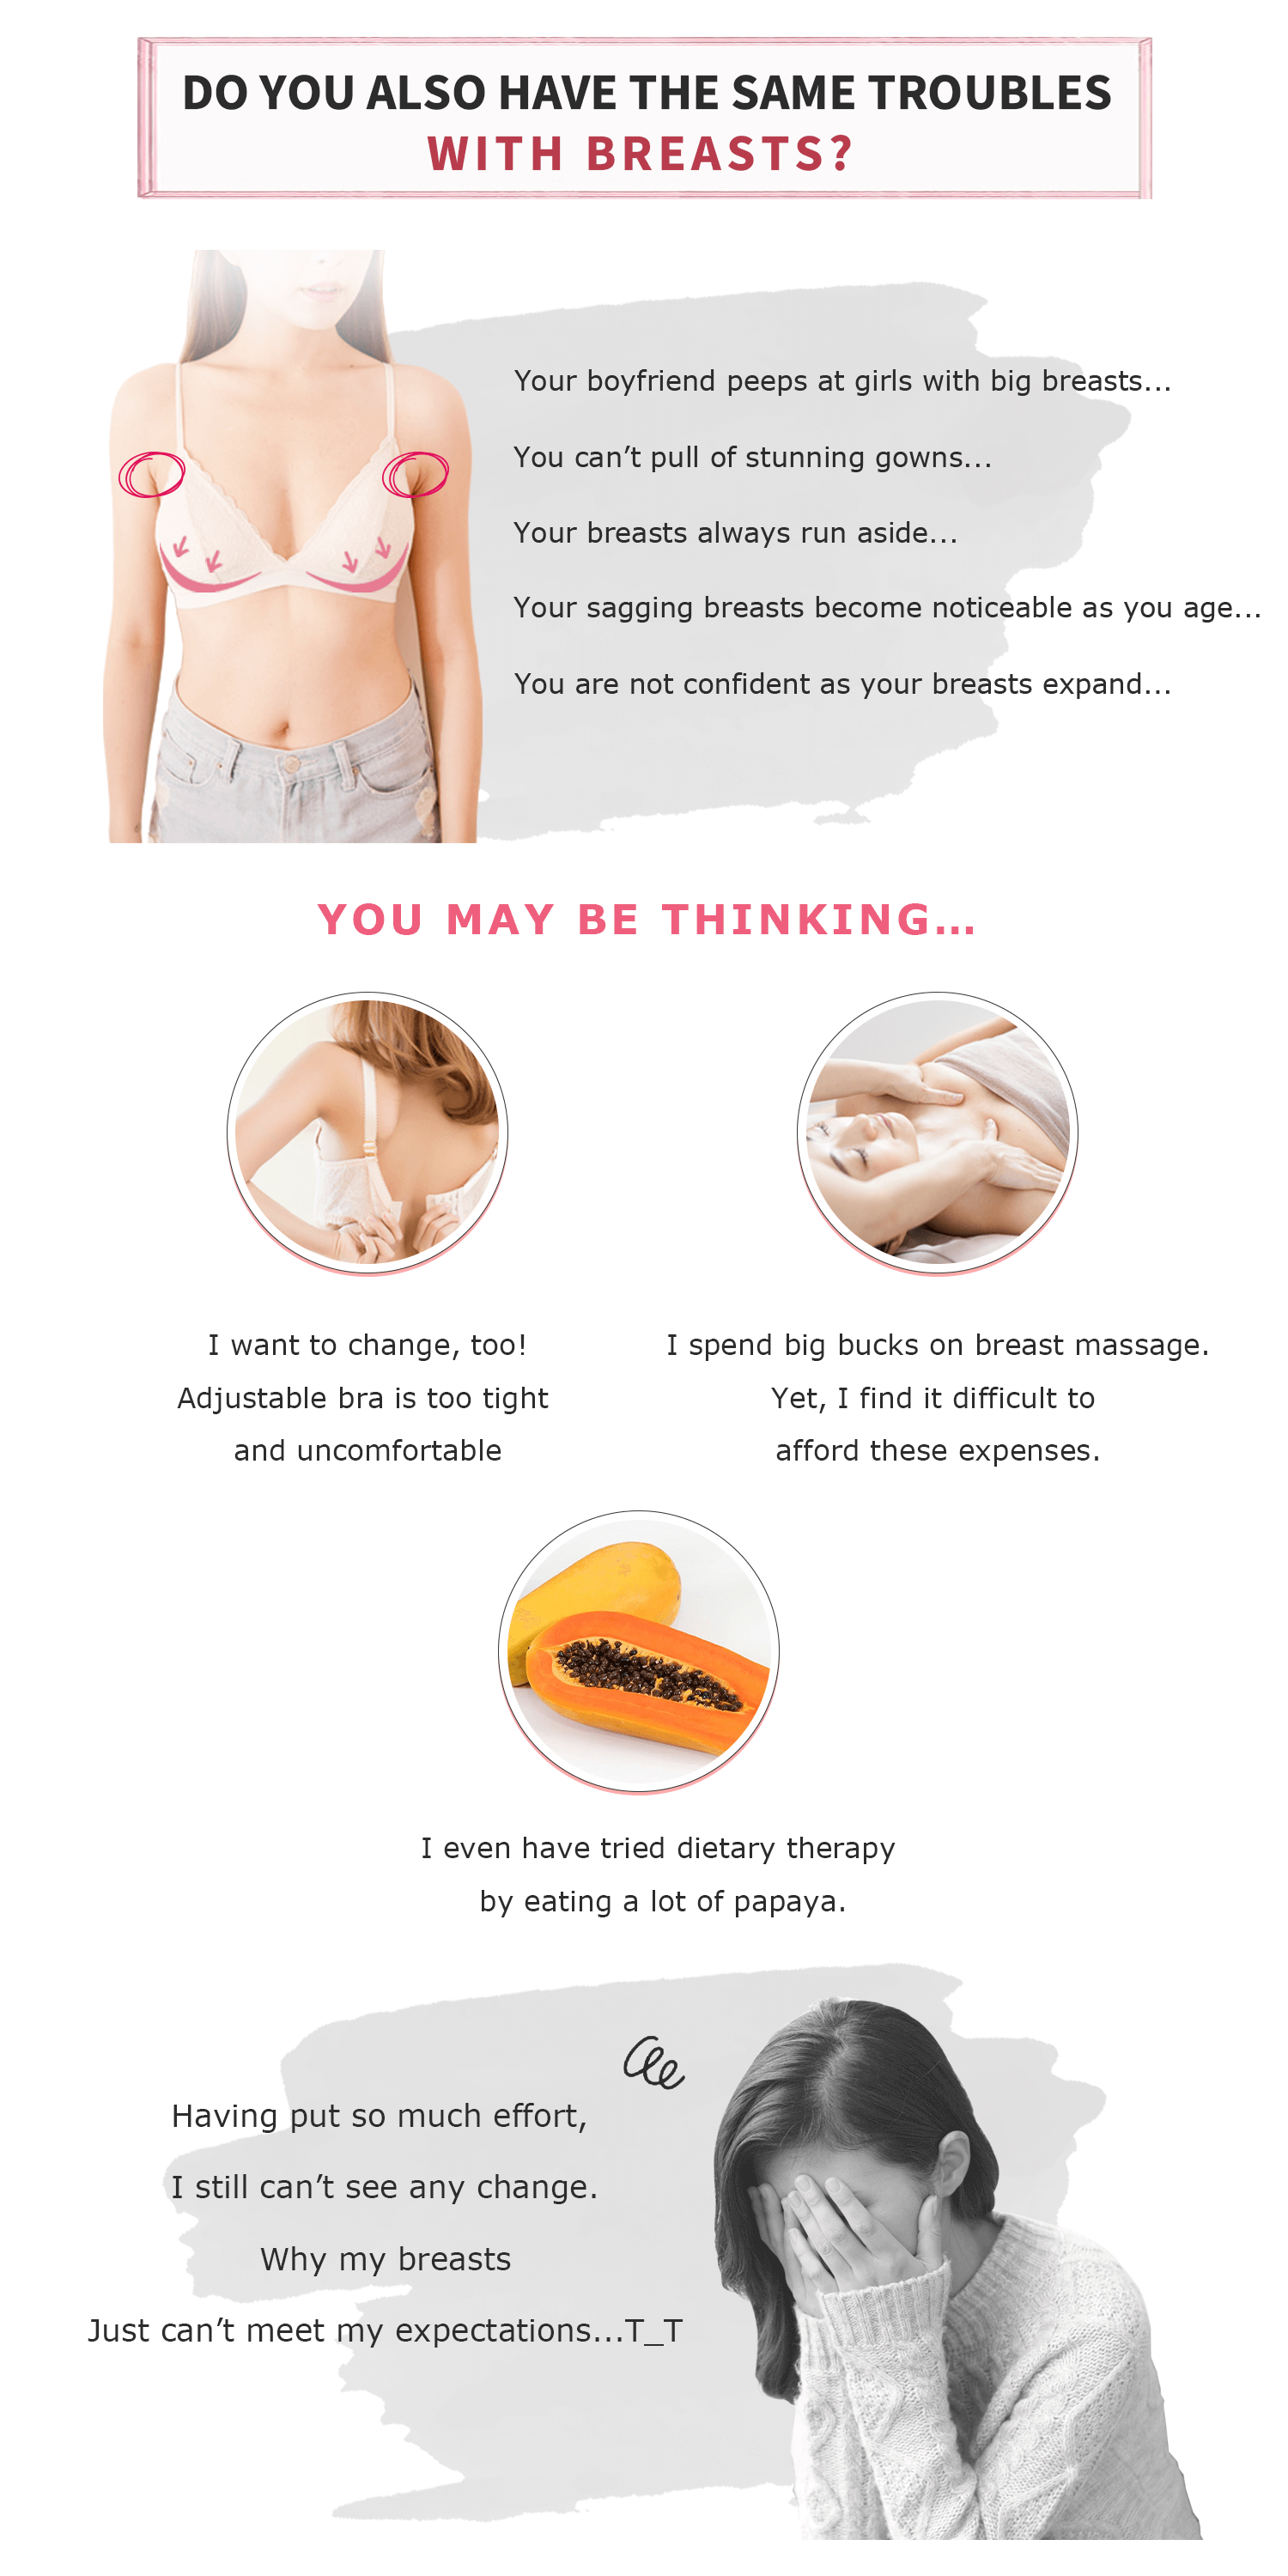 DO YOU ALSO HAVE THE SAME TROUBLES
WITH BREASTS?
Your boyfriend peeps at girls with big breasts...
You can’t pull of stunning gowns...
Your breasts always run aside...
Your sagging breasts become noticeable as you age...
You are not confident as your breasts expand...
YOU MAY BE THINKING...
I want to change, too!
Adjustable bra is too tight
and uncomfortable
I spend big bucks on breast massage.
Yet, I find it difficult to
afford these expenses.
I even have tried dietary therapy
by eating a lot of papaya.
Having put so much effort,
I still can’t see any change.
Why my breasts
Just can’t meet my expectations...T_T